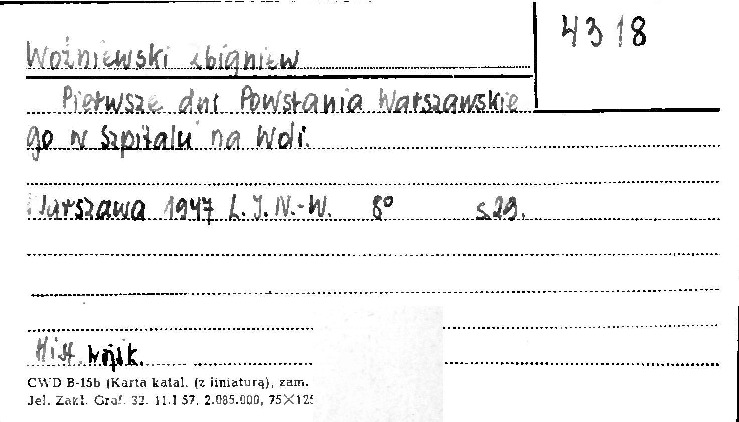 4318
Woźniewski Zbigniew
Pierwsze dni Powstania Warszawskie
go w Szpitalu na Woli.
Warszawa 1947 L. I. N.-W. 8° s.29.
Hist. wojsk.
CWD B-15b (Karta katal. (z liniaturą), zam.
Jel. Zakł. Graf. 32. 11.I 57. 2.085.000, 75×125